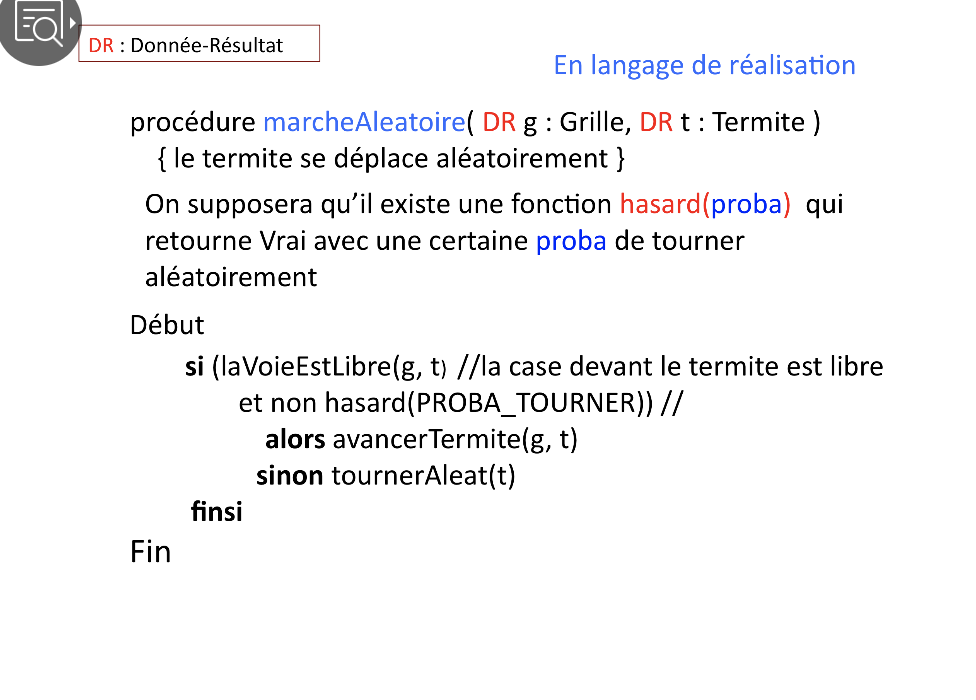 DR : Donnée-Résultat
En langage de réalisation
procédure marcheAleatoire( DR g : Grille, DR t : Termite )
{ le termite se déplace aléatoirement }
On supposera qu’il existe une fonction hasard(proba) qui
retourne Vrai avec une certaine proba de tourner
aléatoirement
Début
si (laVoieEstLibre(g, t) //la case devant le termite est libre
et non hasard(PROBA_TOURNER)) //
alors avancerTermite(g, t)
sinon tournerAleat(t)
finsi
Fin